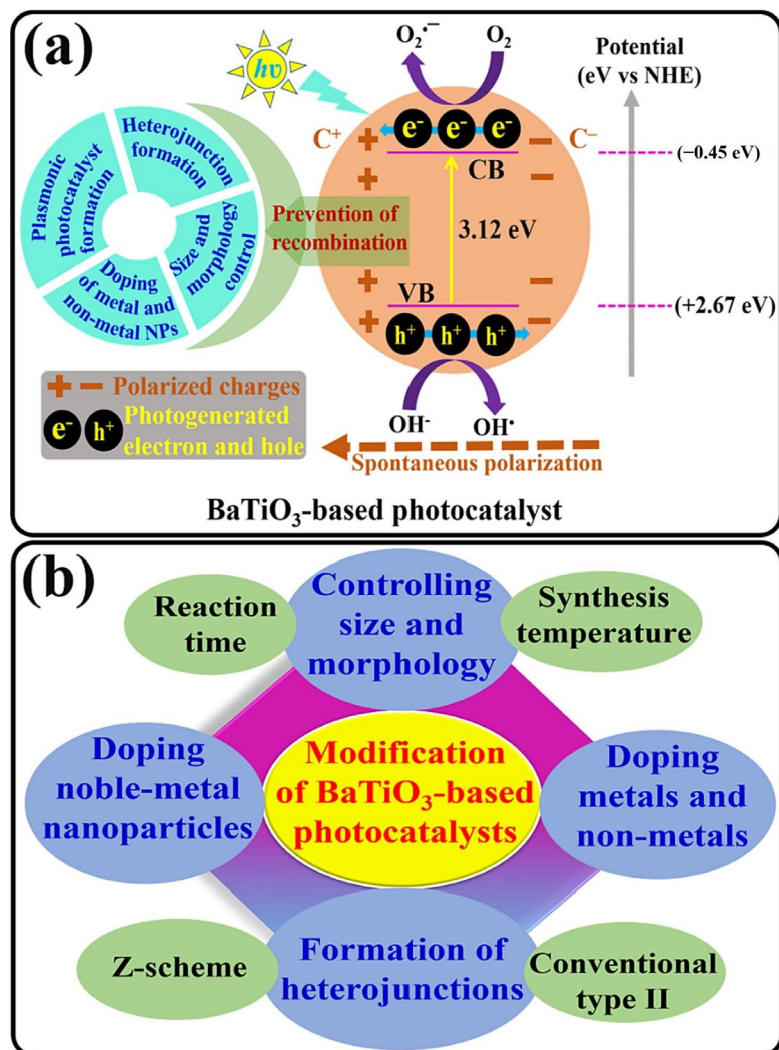 (a)
hυ
O₂•⁻
O₂
Potential
(eV vs NHE)
Plasmonic
photocatalyst
formation
Heterojunction
formation
Size and
morphology
control
Doping
of metal and
non-metal NPs
Prevention of
recombination
C⁺
e⁻ e⁻ e⁻
C⁻
CB
(−0.45 eV)
3.12 eV
VB
(+2.67 eV)
h⁺ h⁺ h⁺
OH⁻
OH•
+ − Polarized charges
e⁻ h⁺ Photogenerated
electron and hole
Spontaneous polarization
BaTiO₃-based photocatalyst
(b)
Reaction
time
Controlling
size and
morphology
Synthesis
temperature
Doping
noble-metal
nanoparticles
Modification
of BaTiO₃-based
photocatalysts
Doping
metals and
non-metals
Z-scheme
Formation of
heterojunctions
Conventional
type II